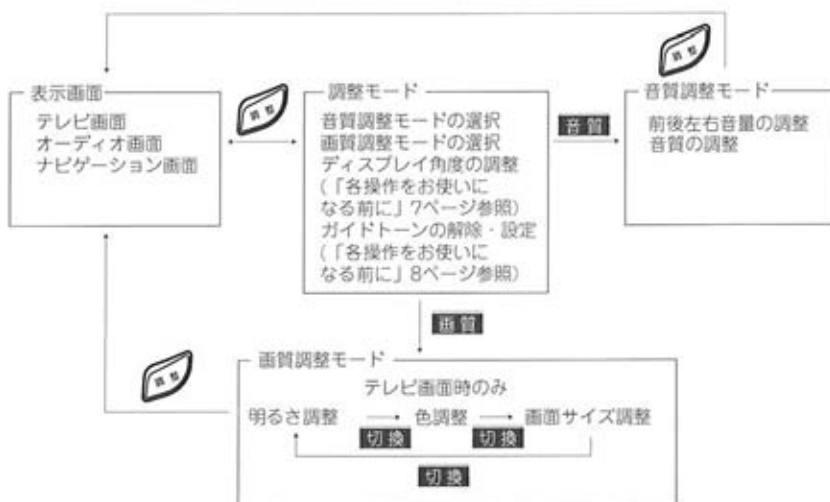 調整
表示画面
テレビ画面
オーディオ画面
ナビゲーション画面
調整
調整モード
音質調整モードの選択
画質調整モードの選択
ディスプレイ角度の調整
(「各操作をお使いに
なる前に」7ページ参照)
ガイドトーンの解除・設定
(「各操作をお使いに
なる前に」8ページ参照)
音質
音質調整モード
前後左右音量の調整
音質の調整
画質
調整
画質調整モード
テレビ画面時のみ
明るさ調整 切換 色調整 切換 画面サイズ調整
切換